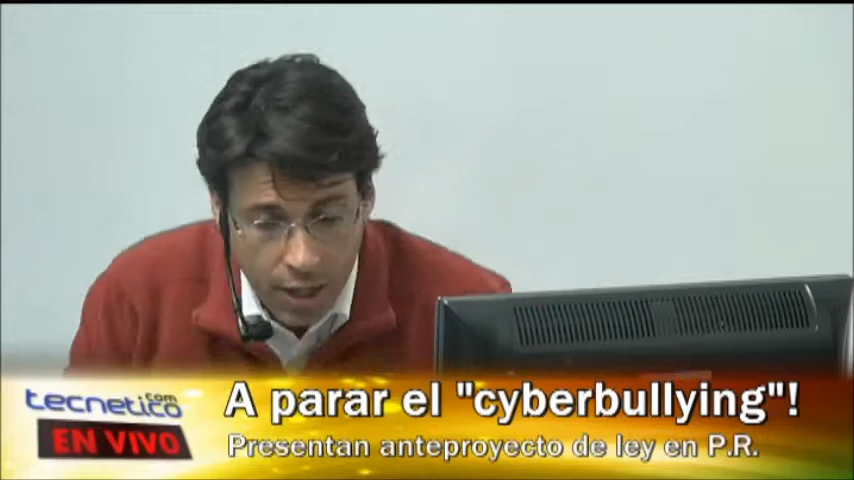 tecnetico.com
EN VIVO
A parar el "cyberbullying"!
Presentan anteproyecto de ley en P.R.